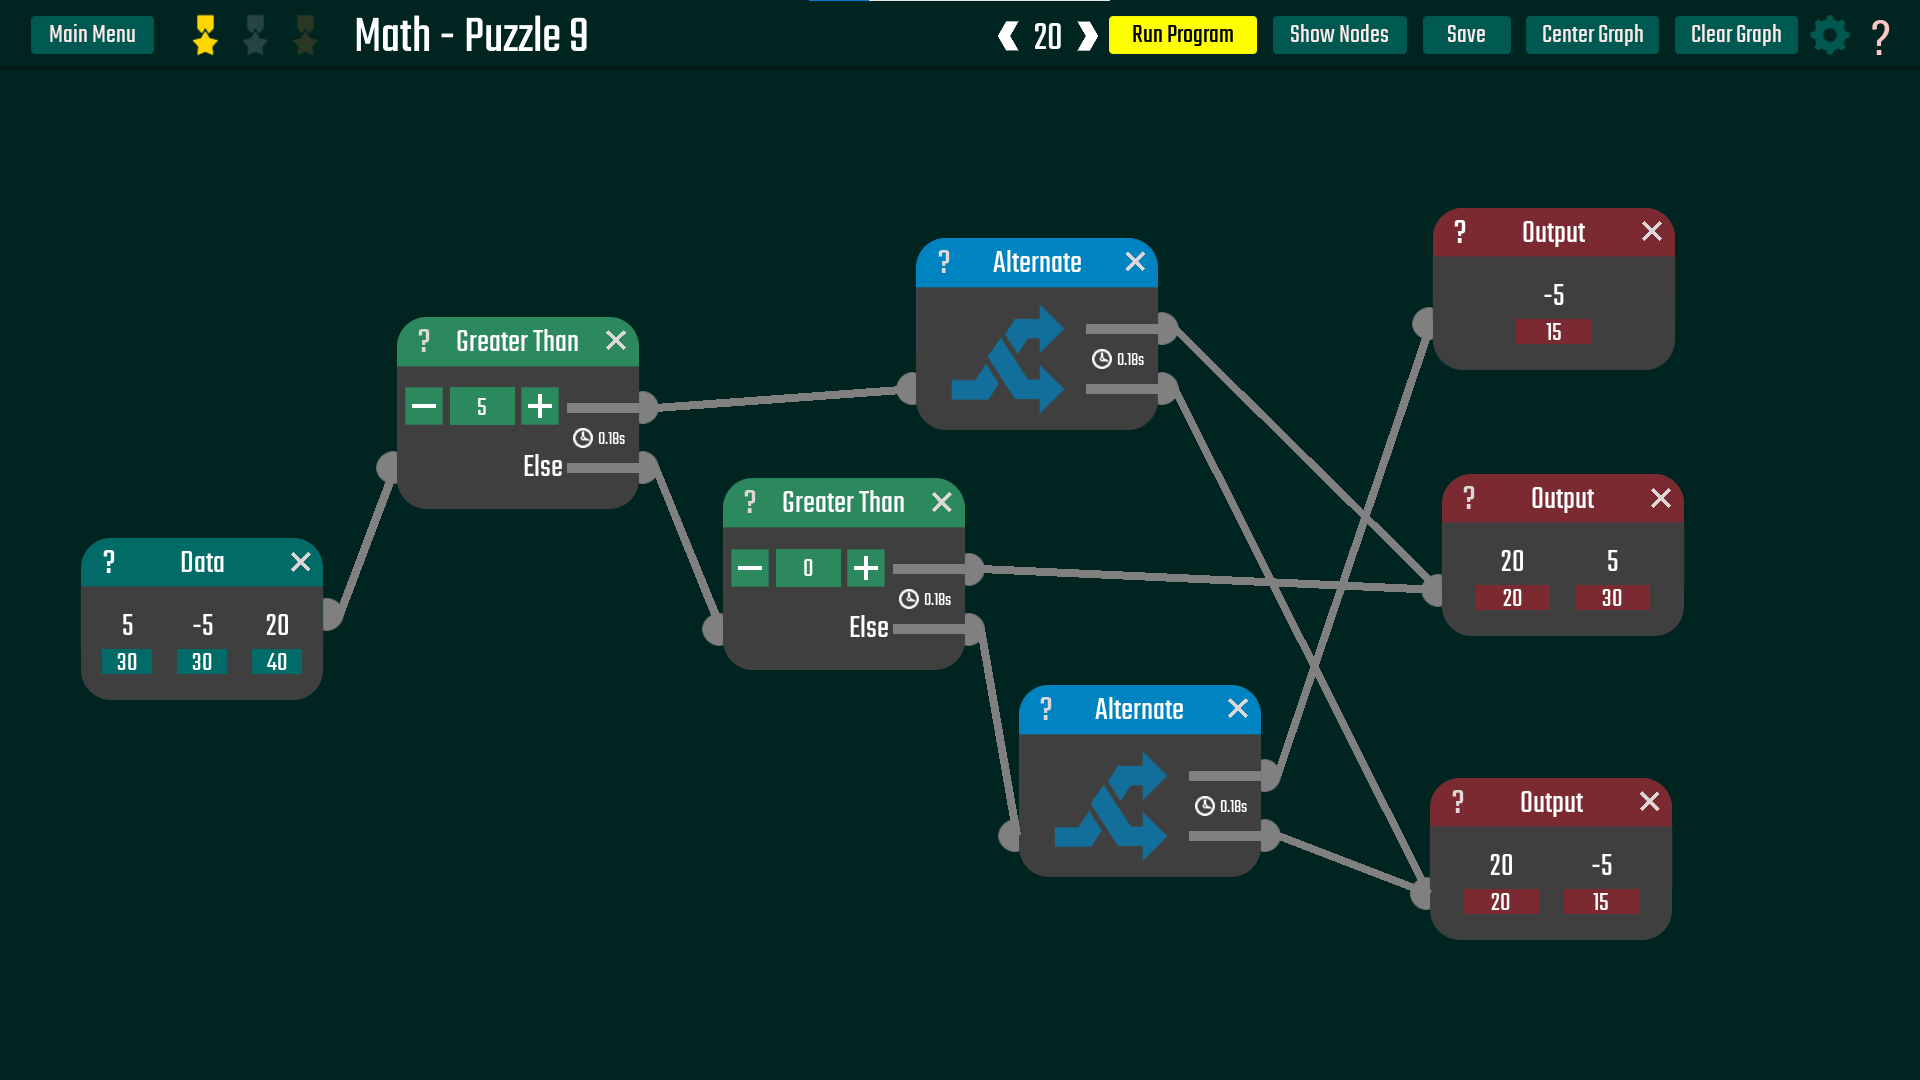 Main Menu
Math - Puzzle 9
20
Run Program
Show Nodes
Save
Center Graph
Clear Graph
?
? Data
5 -5 20
30 30 40
? Greater Than
5
0.18s
Else
? Greater Than
0
0.18s
Else
? Alternate
0.18s
? Alternate
0.18s
? Output
-5
15
? Output
20 5
20 30
? Output
20 -5
20 15